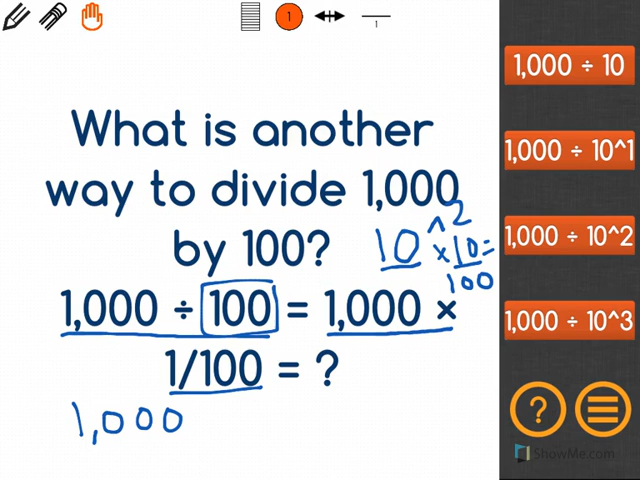 1
1
What is another
way to divide 1,000
by 100?
10^2
× 10 =
100
1,000 ÷ 100 = 1,000 ×
1/100 = ?
1,000
1,000 ÷ 10
1,000 ÷ 10^1
1,000 ÷ 10^2
1,000 ÷ 10^3
?
ShowMe.com